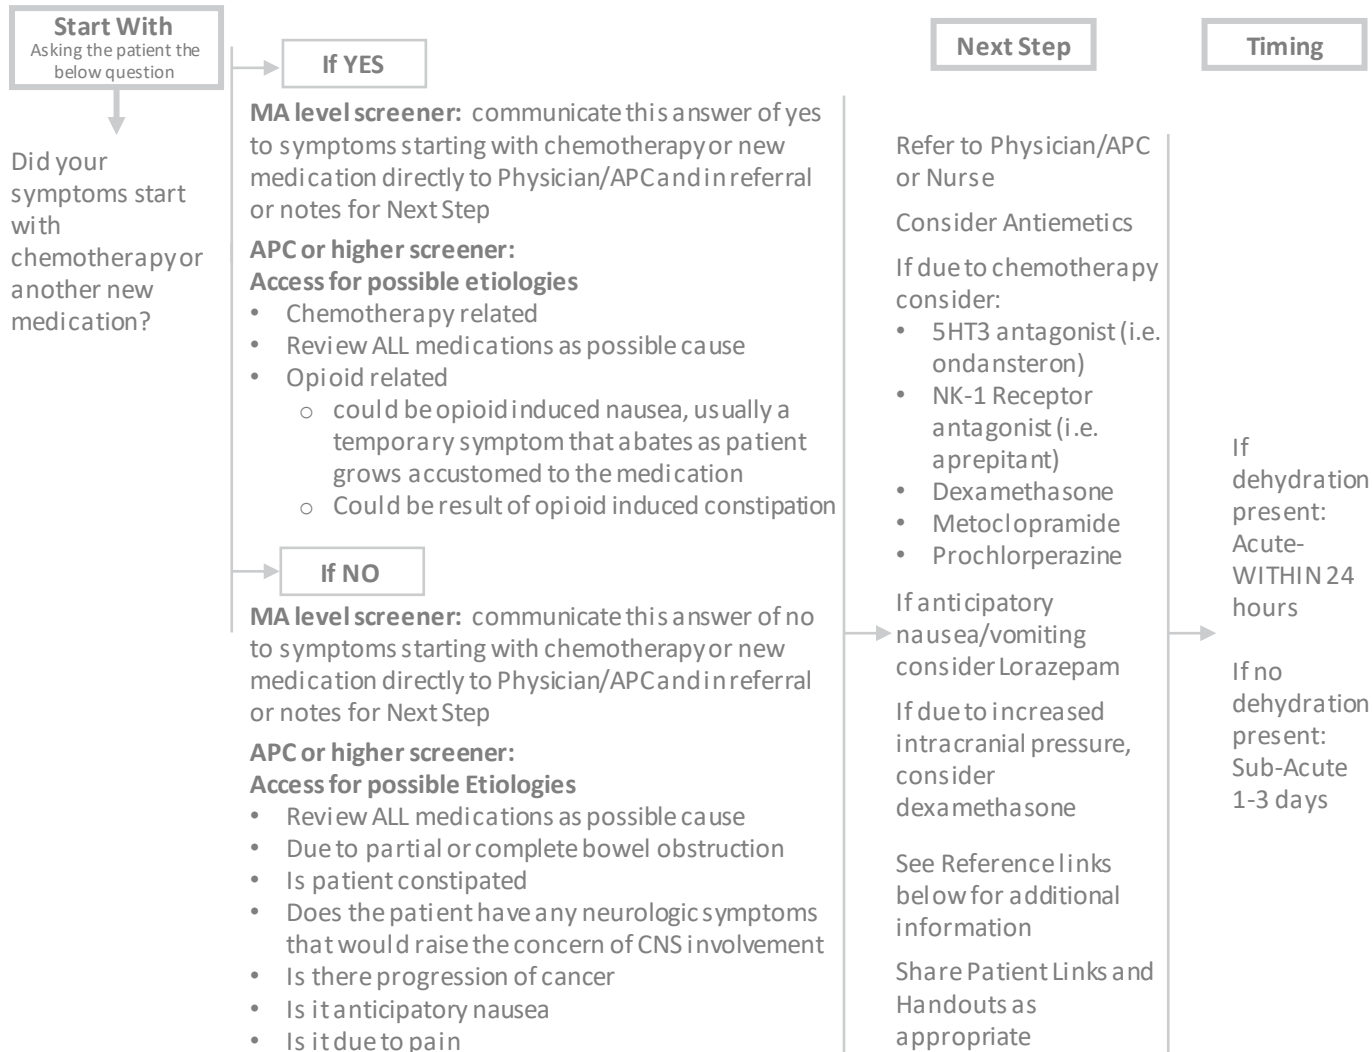 Start With
Asking the patient the
below question
Did your
symptoms start
with
chemotherapy or
another new
medication?
If YES
MA level screener: communicate this answer of yes
to symptoms starting with chemotherapy or new
medication directly to Physician/APC and in referral
or notes for Next Step
APC or higher screener:
Access for possible etiologies
• Chemotherapy related
• Review ALL medications as possible cause
• Opioid related
o could be opioid induced nausea, usually a
temporary symptom that abates as patient
grows accustomed to the medication
o Could be result of opioid induced constipation
If NO
MA level screener: communicate this answer of no
to symptoms starting with chemotherapy or new
medication directly to Physician/APC and in referral
or notes for Next Step
APC or higher screener:
Access for possible Etiologies
• Review ALL medications as possible cause
• Due to partial or complete bowel obstruction
• Is patient constipated
• Does the patient have any neurologic symptoms
that would raise the concern of CNS involvement
• Is there progression of cancer
• Is it anticipatory nausea
• Is it due to pain
Next Step
Refer to Physician/APC
or Nurse
Consider Antiemetics
If due to chemotherapy
consider:
• 5HT3 antagonist (i.e.
ondansteron)
• NK-1 Receptor
antagonist (i.e.
aprepitant)
• Dexamethasone
• Metoclopramide
• Prochlorperazine
If anticipatory
nausea/vomiting
consider Lorazepam
If due to increased
intracranial pressure,
consider
dexamethasone
See Reference links
below for additional
information
Share Patient Links and
Handouts as
appropriate
Timing
If
dehydration
present:
Acute-
WITHIN 24
hours
If no
dehydration
present:
Sub-Acute
1-3 days